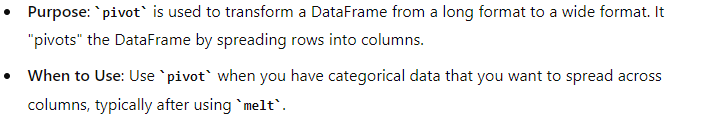 • Purpose: `pivot` is used to transform a DataFrame from a long format to a wide format. It
"pivots" the DataFrame by spreading rows into columns.
• When to Use: Use `pivot` when you have categorical data that you want to spread across
columns, typically after using `melt`.